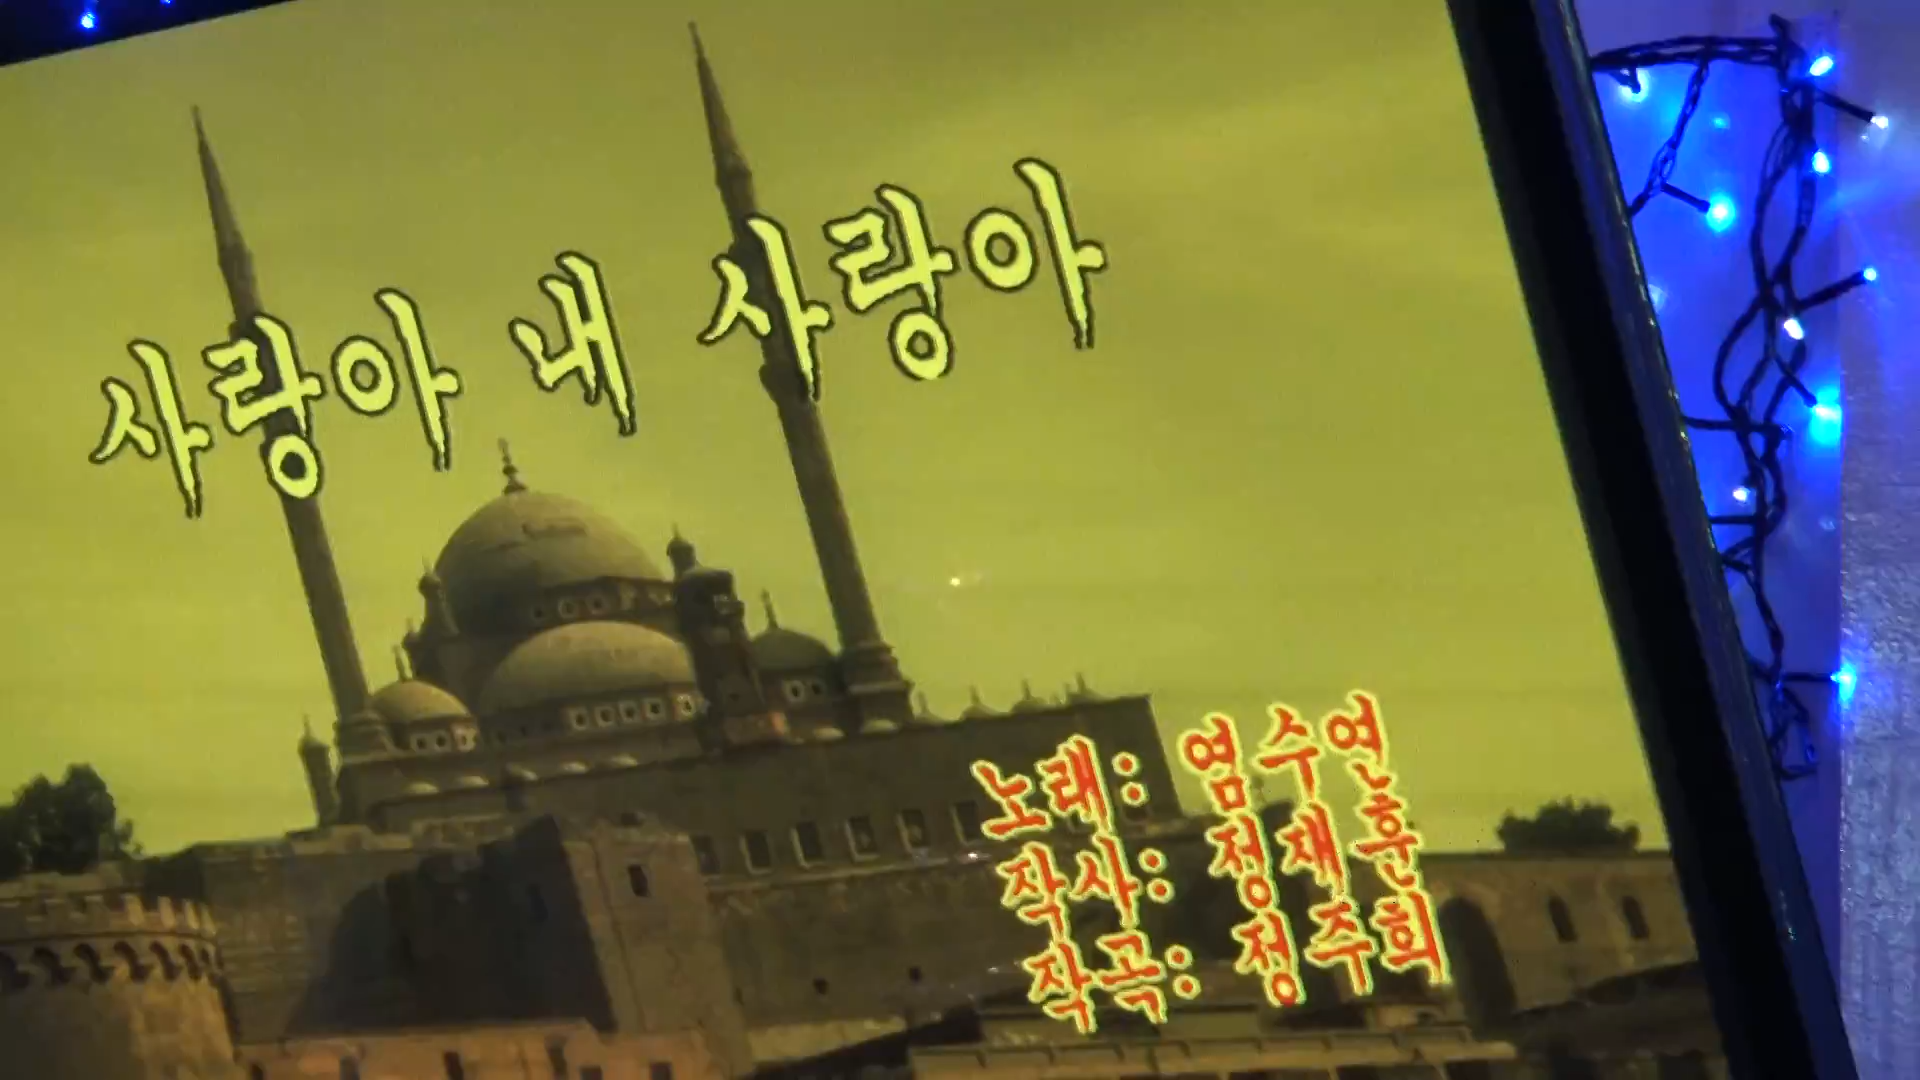 사랑아 내 사랑아
노래: 염수연
작사: 정재훈
작곡: 정주희